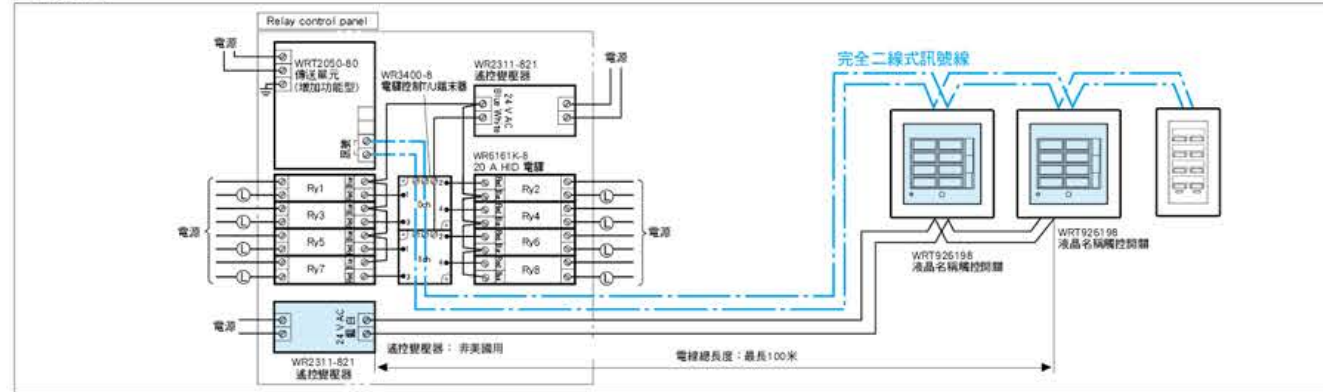 Relay control panel
電源
WRT2050-80
傳送單元
(增加功能型)
WR3400-8
電驛控制T/U端末器
WR2311-821
遙控變壓器
24 V AC
Blue White
電源
完全二線式訊號線
WR6161K-8
20 A HID 電驛
Ry1
Ry3
Ry5
Ry7
0ch
Ry2
Ry4
Ry6
Ry8
電源
電源
WRT926198
液晶名稱觸控開關
WRT926198
液晶名稱觸控開關
電源
24 V AC
WR2311-821
遙控變壓器
遙控變壓器： 非美國用
電線總長度：最長100米